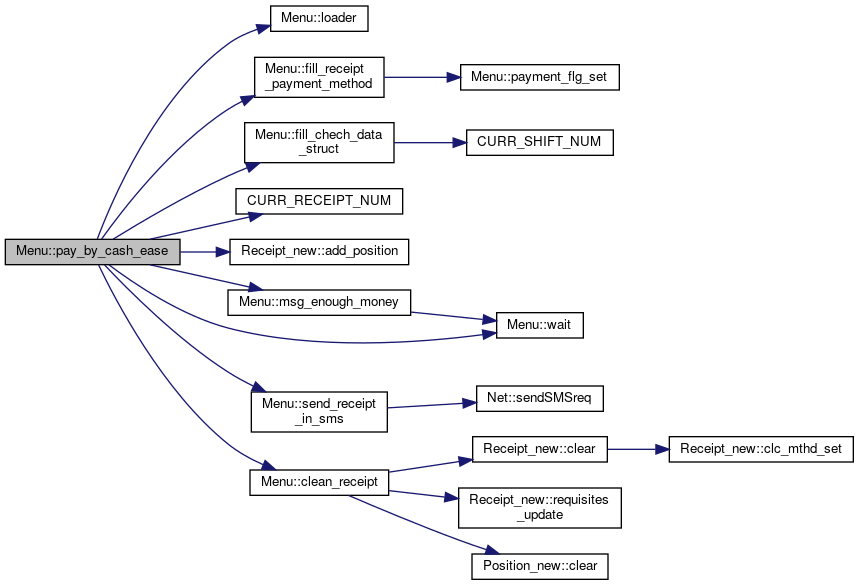 Menu::loader
Menu::fill_receipt
_payment_method
Menu::payment_flg_set
Menu::fill_chech_data
_struct
CURR_SHIFT_NUM
CURR_RECEIPT_NUM
Menu::pay_by_cash_ease
Receipt_new::add_position
Menu::msg_enough_money
Menu::wait
Menu::send_receipt
_in_sms
Net::sendSMSreq
Menu::clean_receipt
Receipt_new::clear
Receipt_new::clc_mthd_set
Receipt_new::requisites
_update
Position_new::clear